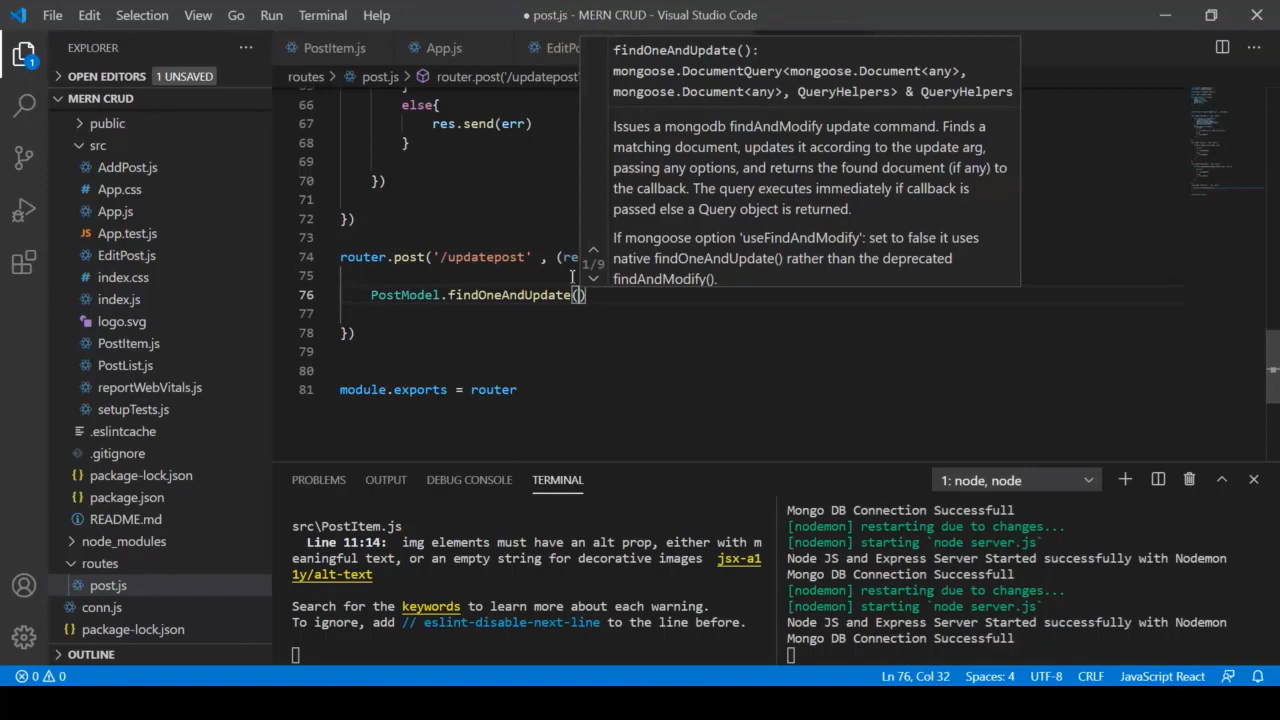 File Edit Selection View Go Run Terminal Help
● post.js - MERN CRUD - Visual Studio Code
EXPLORER
OPEN EDITORS 1 UNSAVED
MERN CRUD
public
src
AddPost.js
# App.css
App.js
JS App.test.js
EditPost.js
# index.css
index.js
logo.svg
PostItem.js
PostList.js
reportWebVitals.js
setupTests.js
.eslintcache
.gitignore
{} package-lock.json
{} package.json
README.md
node_modules
routes
post.js
conn.js
{} package-lock.json
OUTLINE
PostItem.js App.js EditPo
routes > post.js > router.post('/updatepost'
66 else{
67 res.send(err)
68 }
69
70 })
71
72 })
73
74 router.post('/updatepost' , (re
75
76 PostModel.findOneAndUpdate()
77
78 })
79
80
81 module.exports = router
findOneAndUpdate():
mongoose.DocumentQuery<mongoose.Document<any>,
mongoose.Document<any>, QueryHelpers> & QueryHelpers
Issues a mongodb findAndModify update command. Finds a
matching document, updates it according to the update arg,
passing any options, and returns the found document (if any) to
the callback. The query executes immediately if callback is
passed else a Query object is returned.
If mongoose option 'useFindAndModify': set to false it uses
native findOneAndUpdate() rather than the deprecated
findAndModify().
1/9
PROBLEMS OUTPUT DEBUG CONSOLE TERMINAL
1: node, node
src\PostItem.js
Line 11:14: img elements must have an alt prop, either with m
eaningful text, or an empty string for decorative images jsx-a1
1y/alt-text
Search for the keywords to learn more about each warning.
To ignore, add // eslint-disable-next-line to the line before.
Mongo DB Connection Successfull
[nodemon] restarting due to changes...
[nodemon] starting `node server.js`
Node JS and Express Server Started successfully with Nodemon
Mongo DB Connection Successfull
[nodemon] restarting due to changes...
[nodemon] starting `node server.js`
Node JS and Express Server Started successfully with Nodemon
Mongo DB Connection Successfull
0 0
Ln 76, Col 32 Spaces: 4 UTF-8 CRLF JavaScript React